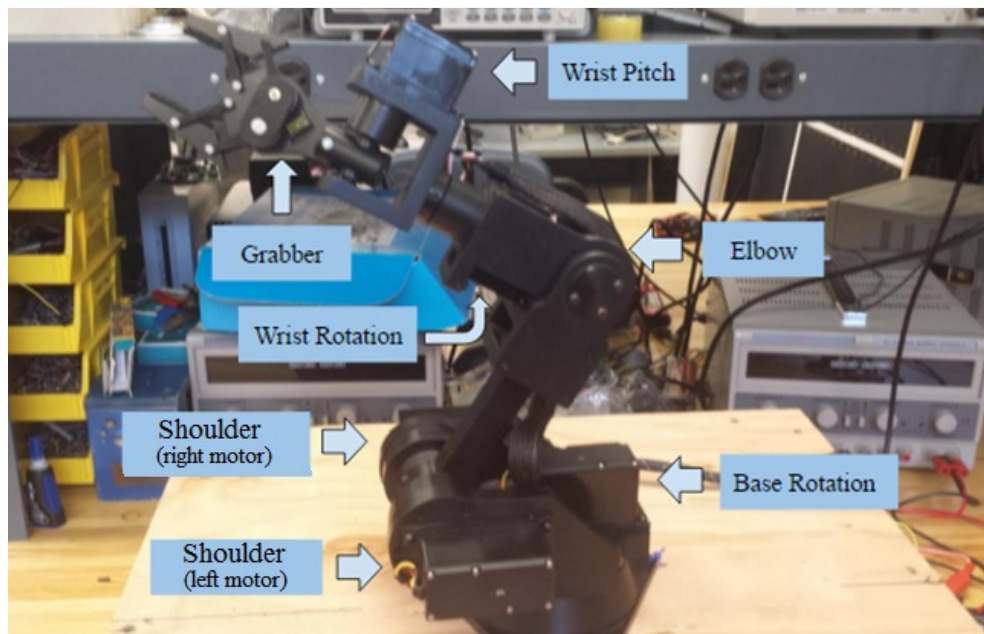 Wrist Pitch
Grabber
Elbow
Wrist Rotation
Shoulder
(right motor)
Base Rotation
Shoulder
(left motor)